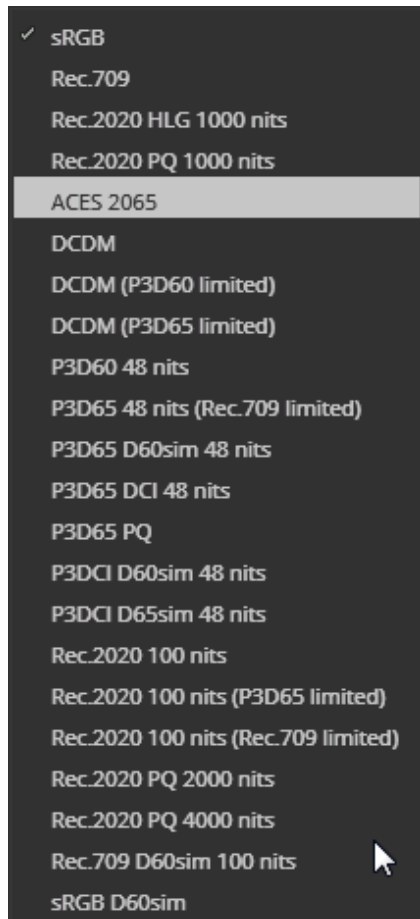 sRGB
Rec.709
Rec.2020 HLG 1000 nits
Rec.2020 PQ 1000 nits
ACES 2065
DCDM
DCDM (P3D60 limited)
DCDM (P3D65 limited)
P3D60 48 nits
P3D65 48 nits (Rec.709 limited)
P3D65 D60sim 48 nits
P3D65 DCI 48 nits
P3D65 PQ
P3DCI D60sim 48 nits
P3DCI D65sim 48 nits
Rec.2020 100 nits
Rec.2020 100 nits (P3D65 limited)
Rec.2020 100 nits (Rec.709 limited)
Rec.2020 PQ 2000 nits
Rec.2020 PQ 4000 nits
Rec.709 D60sim 100 nits
sRGB D60sim